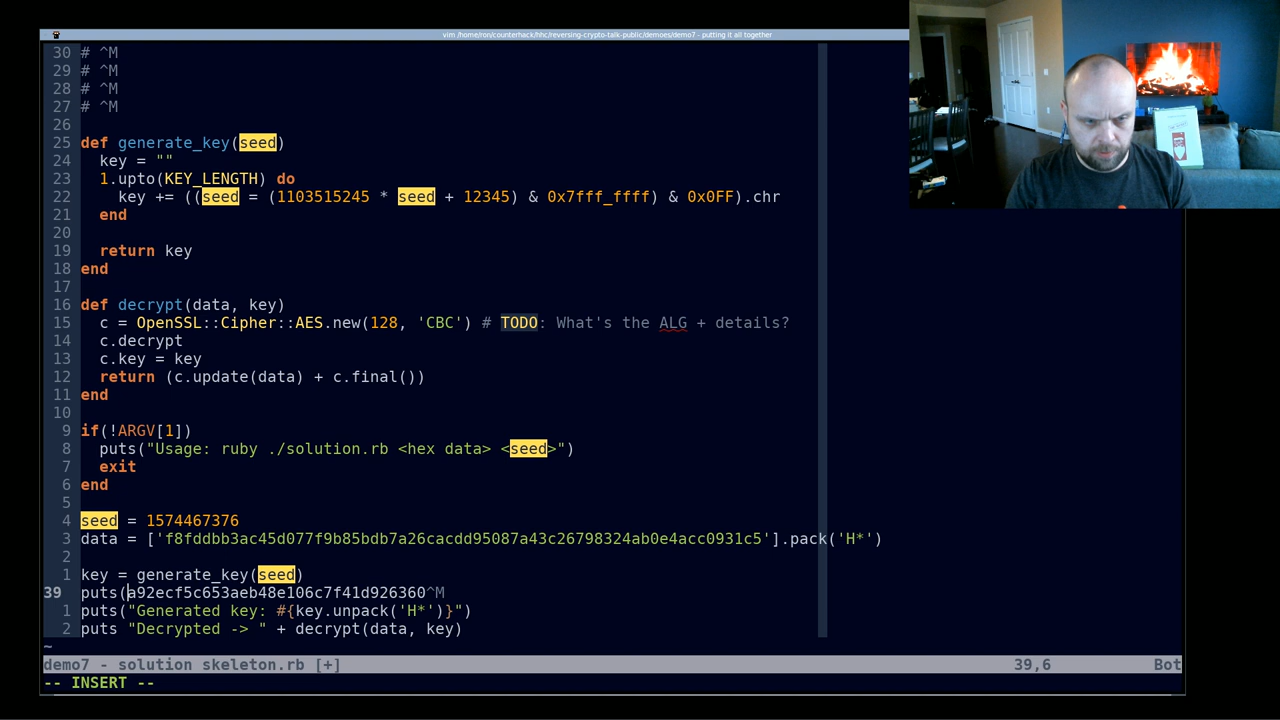 vim /home/ron/counterhack/hhc/reversing-crypto-talk-public/demoes/demo7 - putting it all together
30 # ^M
29 # ^M
28 # ^M
27 # ^M
26
25 def generate_key(seed)
24   key = ""
23   1.upto(KEY_LENGTH) do
22     key += ((seed = (1103515245 * seed + 12345) & 0x7fff_ffff) & 0x0FF).chr
21   end
20
19   return key
18 end
17
16 def decrypt(data, key)
15   c = OpenSSL::Cipher::AES.new(128, 'CBC') # TODO: What's the ALG + details?
14   c.decrypt
13   c.key = key
12   return (c.update(data) + c.final())
11 end
10
9 if(!ARGV[1])
8   puts("Usage: ruby ./solution.rb <hex data> <seed>")
7   exit
6 end
5
4 seed = 1574467376
3 data = ['f8fddbb3ac45d077f9b85bdb7a26cacdd95087a43c26798324ab0e4acc0931c5'].pack('H*')
2
1 key = generate_key(seed)
39 puts(a92ecf5c653aeb48e106c7f41d926360^M
1 puts("Generated key: #{key.unpack('H*')}")
2 puts "Decrypted -> " + decrypt(data, key)
~
demo7 - solution skeleton.rb [+] 39,6 Bot
-- INSERT --